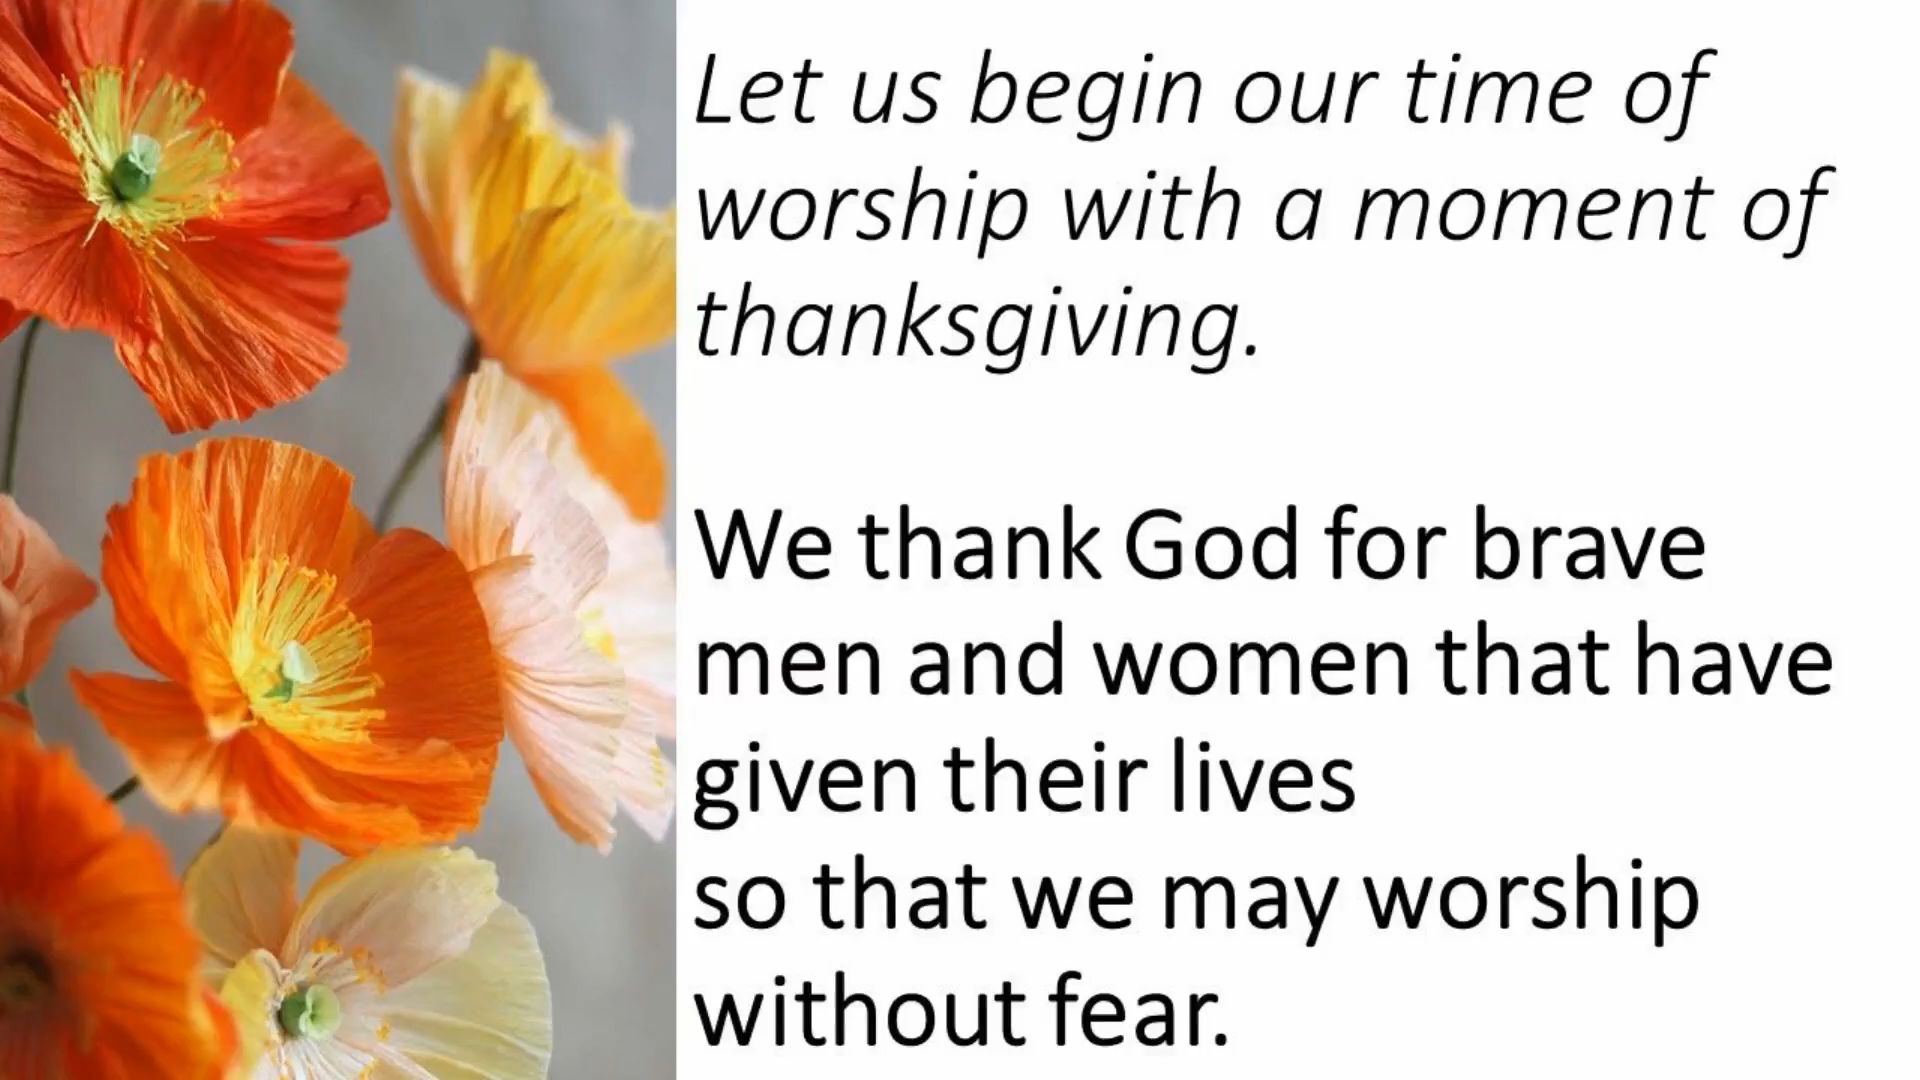 Let us begin our time of
worship with a moment of
thanksgiving.
We thank God for brave
men and women that have
given their lives
so that we may worship
without fear.